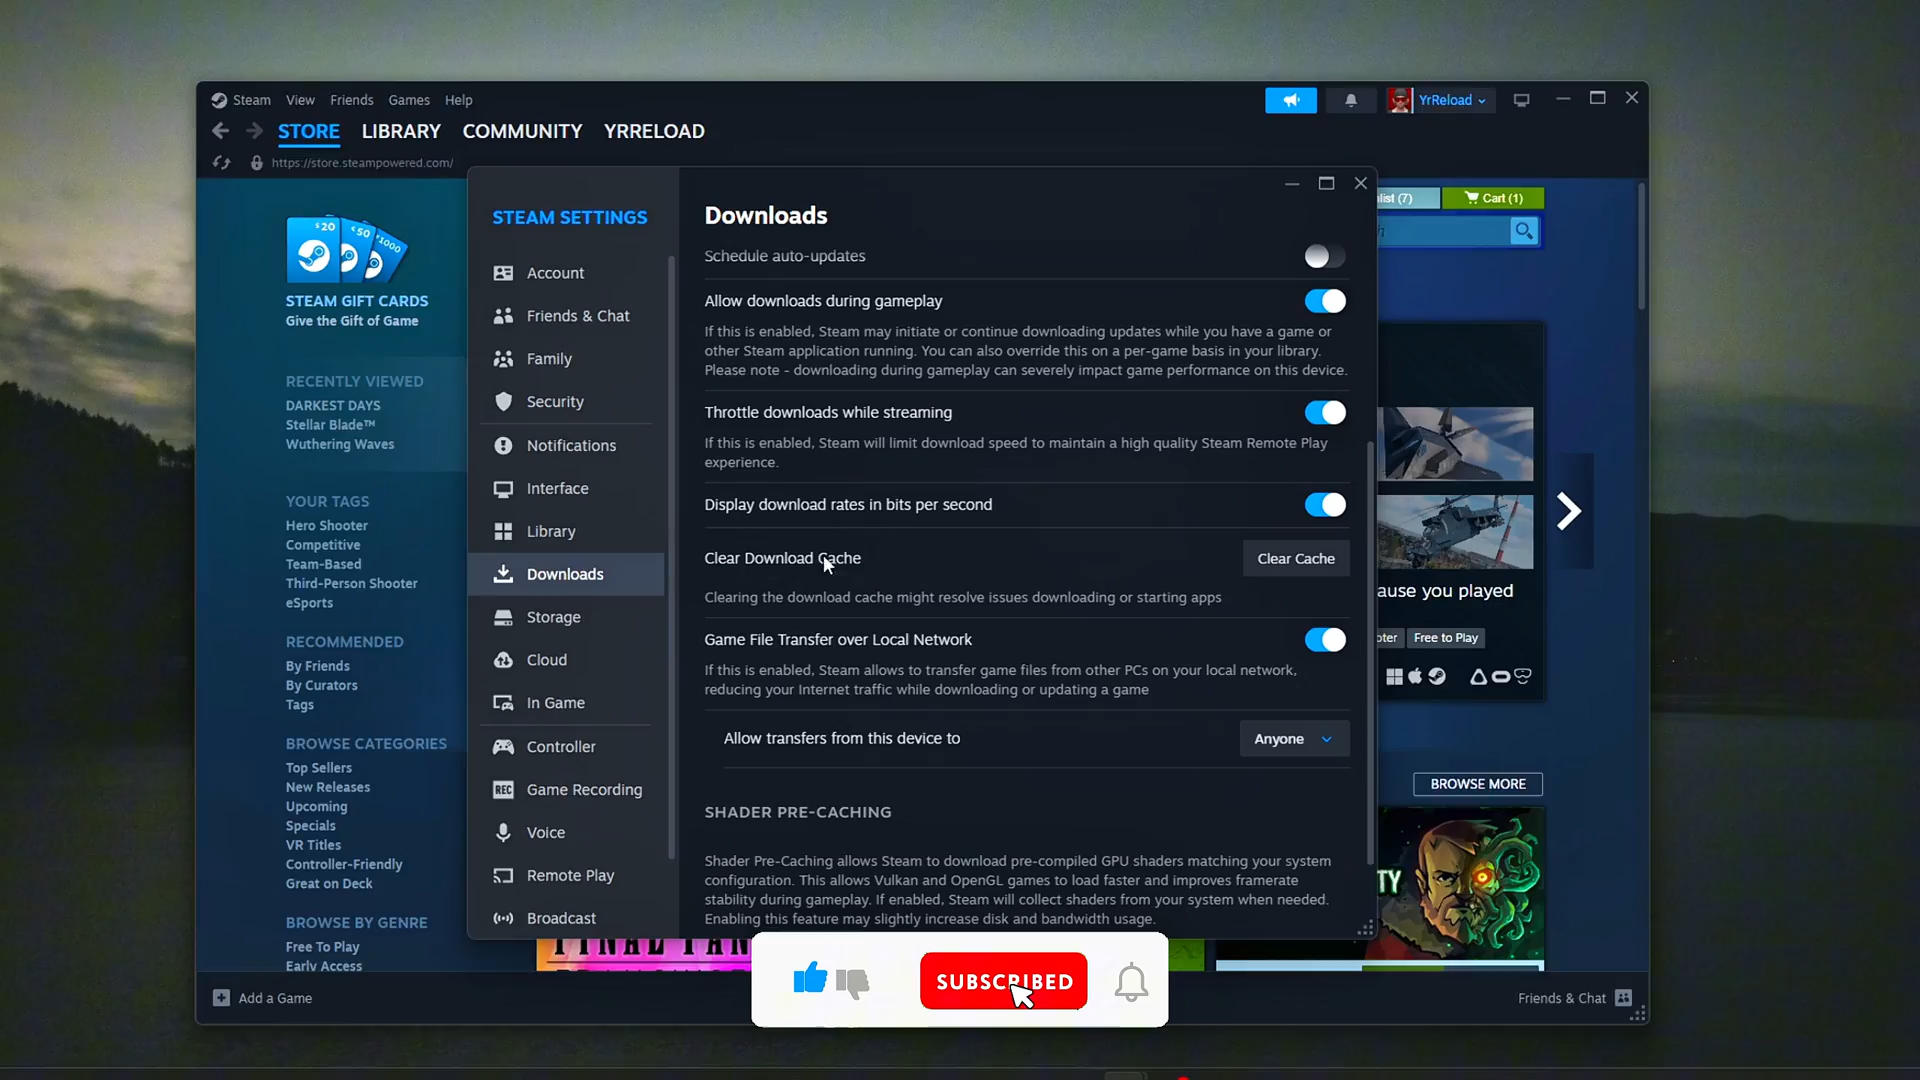 Steam View Friends Games Help
YrReload
STORE LIBRARY COMMUNITY YRRELOAD
https://store.steampowered.com/
list (7)
Cart (1)
$20
€50
¥1000
STEAM GIFT CARDS
Give the Gift of Game
RECENTLY VIEWED
DARKEST DAYS
Stellar Blade™
Wuthering Waves
YOUR TAGS
Hero Shooter
Competitive
Team-Based
Third-Person Shooter
eSports
RECOMMENDED
By Friends
By Curators
Tags
BROWSE CATEGORIES
Top Sellers
New Releases
Upcoming
Specials
VR Titles
Controller-Friendly
Great on Deck
BROWSE BY GENRE
Free To Play
Early Access
STEAM SETTINGS
Account
Friends & Chat
Family
Security
Notifications
Interface
Library
Downloads
Storage
Cloud
In Game
Controller
REC Game Recording
Voice
Remote Play
Broadcast
Downloads
Schedule auto-updates
Allow downloads during gameplay
If this is enabled, Steam may initiate or continue downloading updates while you have a game or
other Steam application running. You can also override this on a per-game basis in your library.
Please note - downloading during gameplay can severely impact game performance on this device.
Throttle downloads while streaming
If this is enabled, Steam will limit download speed to maintain a high quality Steam Remote Play
experience.
Display download rates in bits per second
Clear Download Cache
Clear Cache
Clearing the download cache might resolve issues downloading or starting apps
Game File Transfer over Local Network
If this is enabled, Steam allows to transfer game files from other PCs on your local network,
reducing your Internet traffic while downloading or updating a game
Allow transfers from this device to
Anyone
SHADER PRE-CACHING
Shader Pre-Caching allows Steam to download pre-compiled GPU shaders matching your system
configuration. This allows Vulkan and OpenGL games to load faster and improves framerate
stability during gameplay. If enabled, Steam will collect shaders from your system when needed.
Enabling this feature may slightly increase disk and bandwidth usage.
ause you played
oter
Free to Play
BROWSE MORE
TY
FINAL FAN
SUBSCRIBED
Add a Game
Friends & Chat